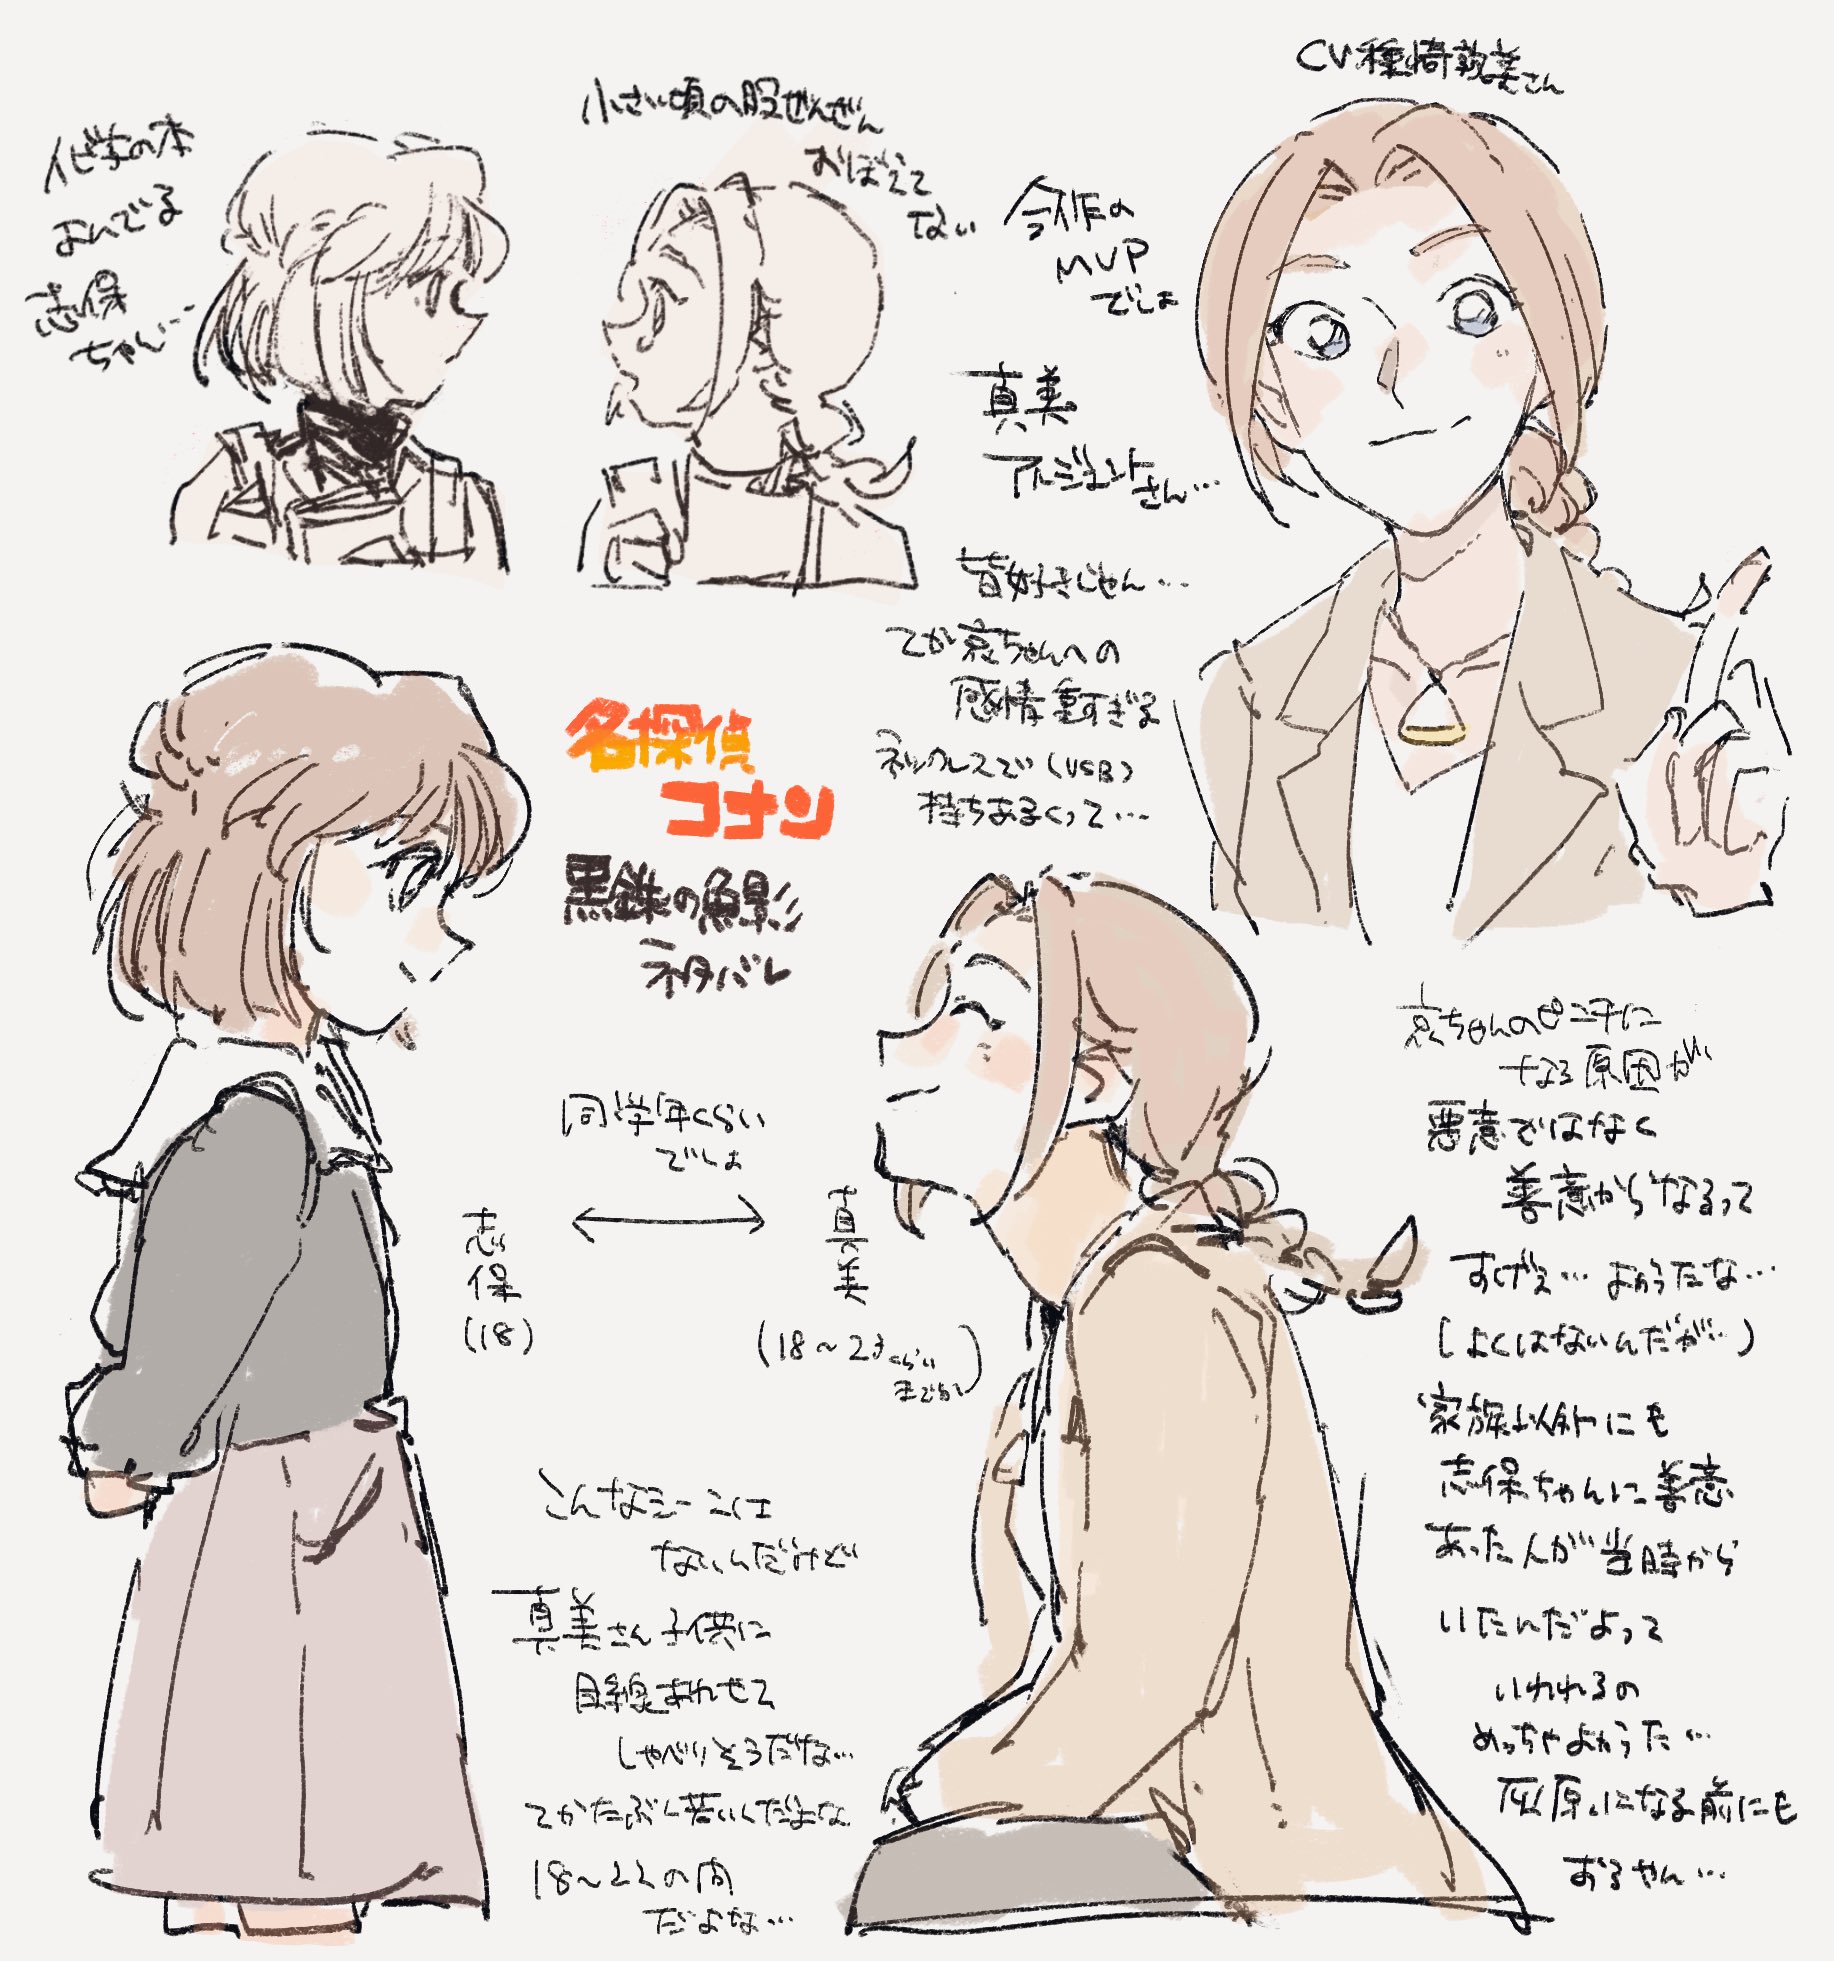 化学の本
よんでる
志保
ちゃん…
小さい頃の服ぜんぜん
おぼえて
ない
CV種﨑敦美さん
今作の
MVP
でしょ
真美
アルジェントさん…
皆好きじゃん…
てか哀ちゃんへの
感情重すぎる
ネックレスで(USB)
持ちあるくって…
名探偵
コナン
黒鉄の魚影
ネタバレ
同学年くらい
でしょ
志保
(18)
真美
(18～23くらい
哀ちゃんのピンチに
なる原因が
悪意ではなく
善意からなるって
すげえ…よかったな…
(よくはないんだが…)
家族以外にも
志保ちゃんに善意
あった人が当時から
いたんだよって
いわれるの
めっちゃよかった…
灰原になる前にも
おるやん…
こんなシーンは
ないんだけど
真美さん子供に
目線あわせて
しゃべりそうだな…
てかたぶん若いんだよな
18～22の内
だよな…